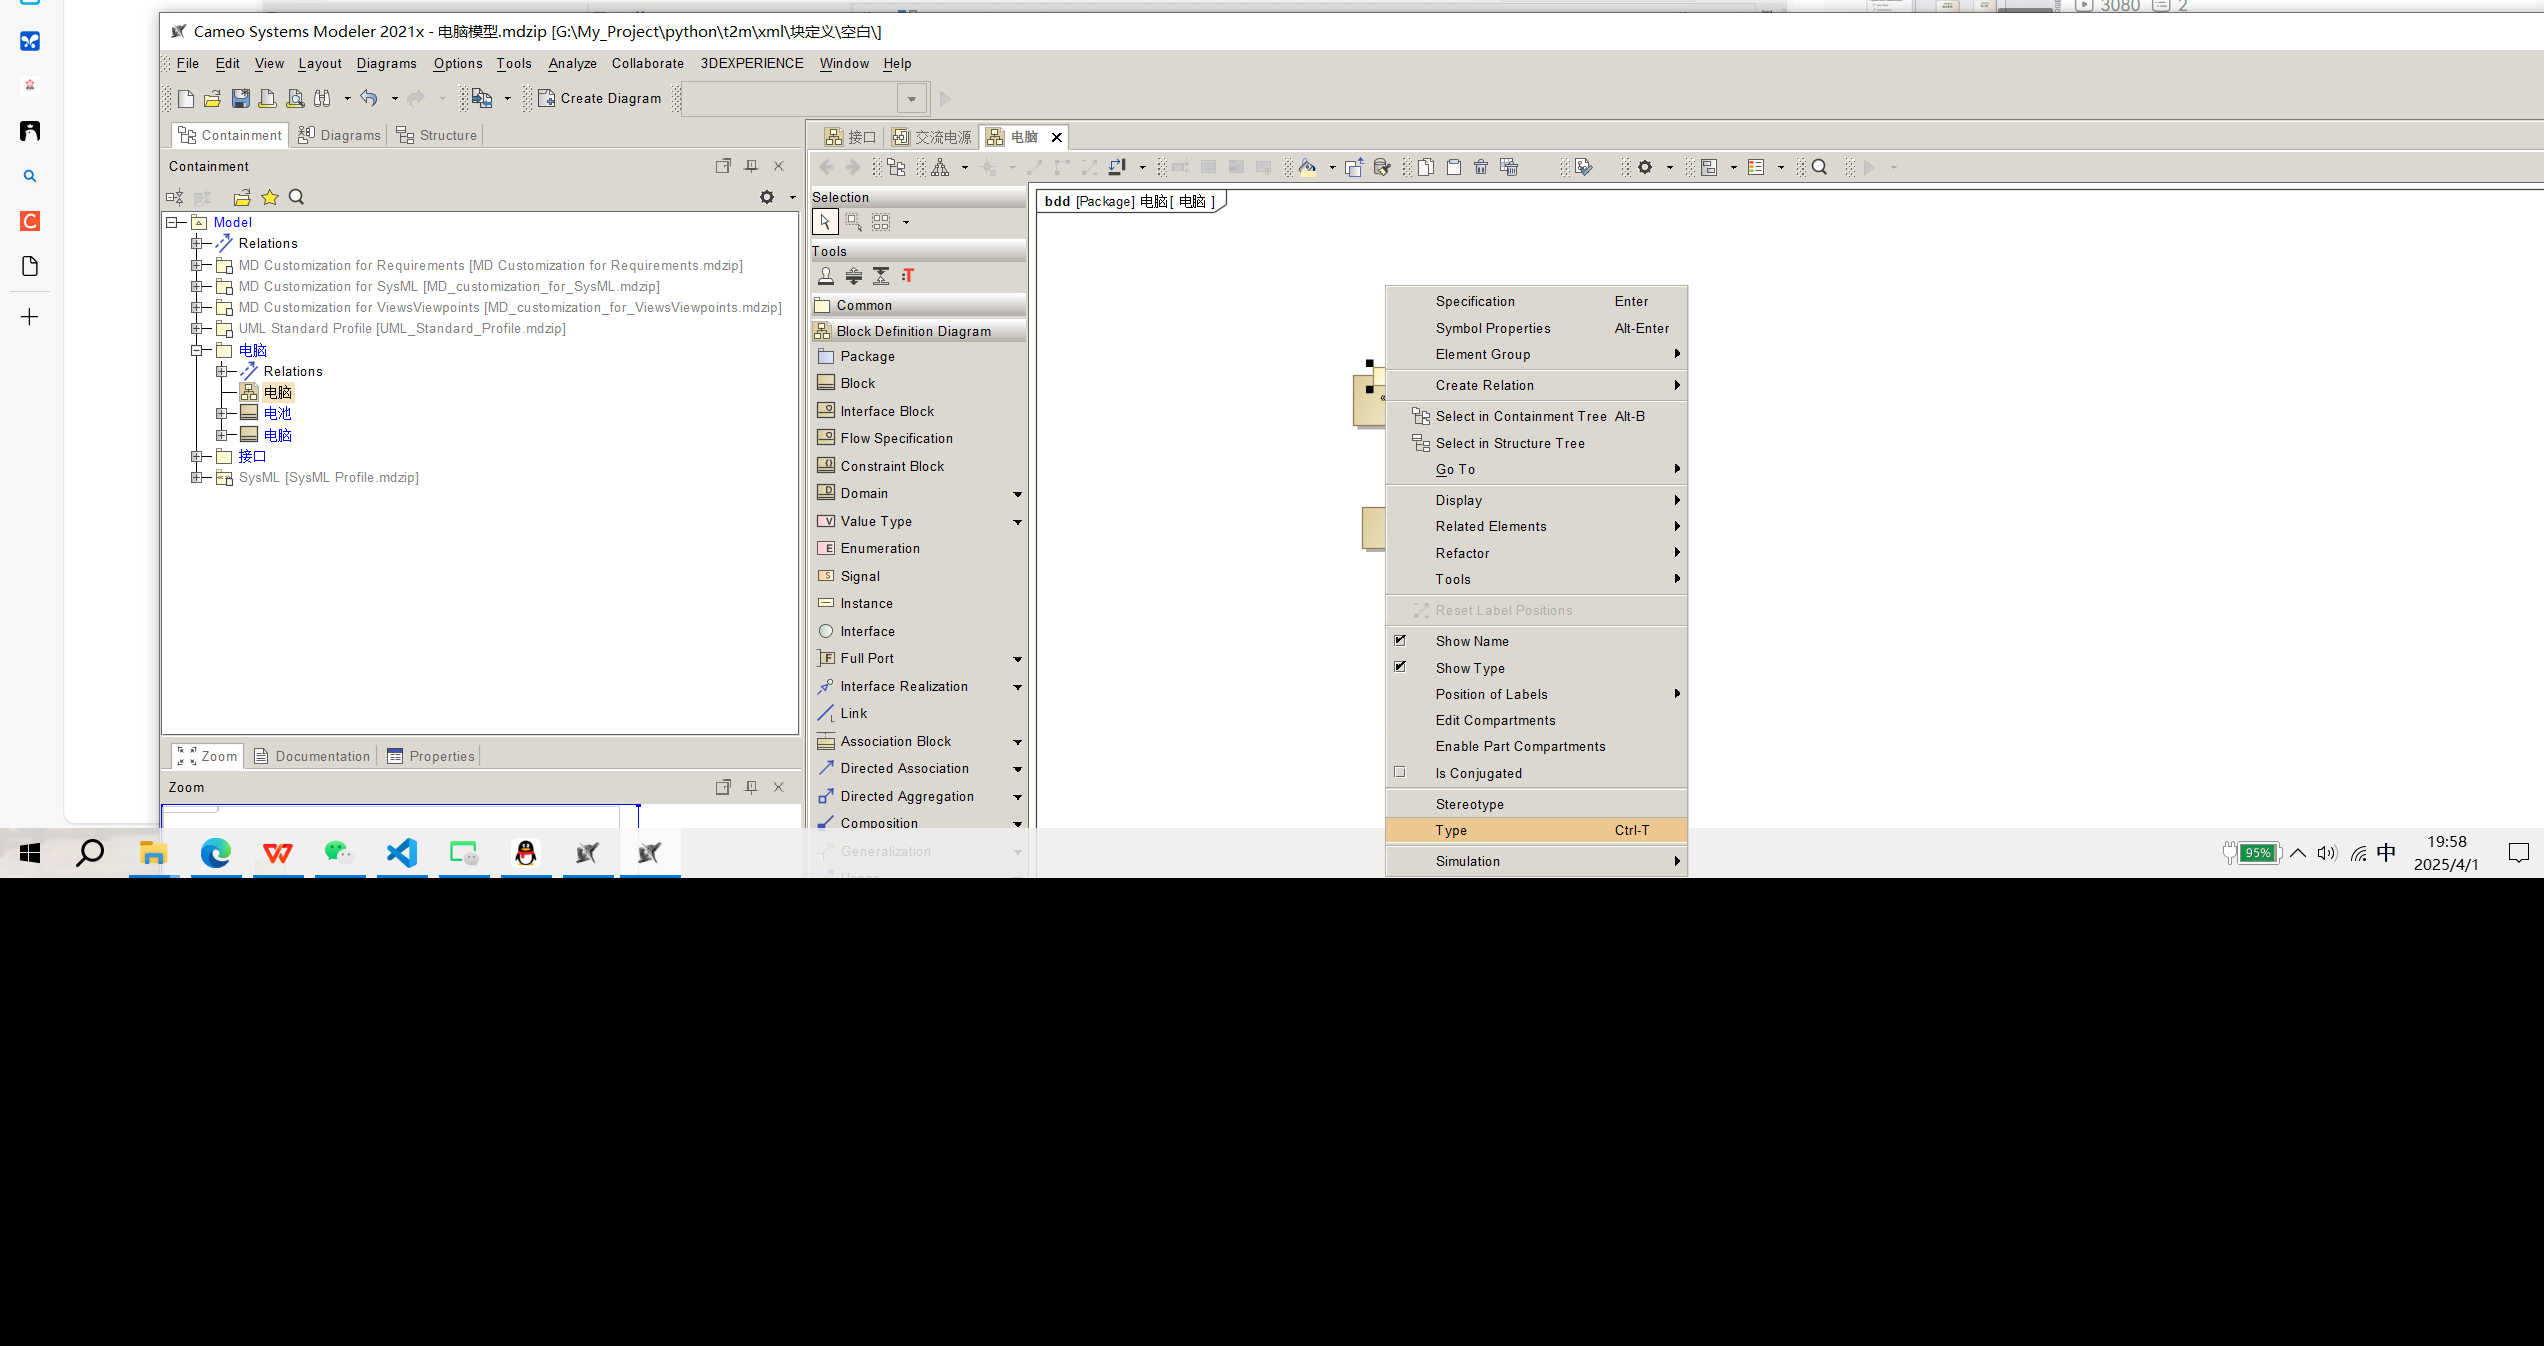 3080 2
Cameo Systems Modeler 2021x - 电脑模型.mdzip [G:\My_Project\python\t2m\xml\块定义\空白\]
File Edit View Layout Diagrams Options Tools Analyze Collaborate 3DEXPERIENCE Window Help
Create Diagram
Containment Diagrams Structure
接口 交流电源 电脑
Containment
Model
Relations
MD Customization for Requirements [MD Customization for Requirements.mdzip]
MD Customization for SysML [MD_customization_for_SysML.mdzip]
MD Customization for ViewsViewpoints [MD_customization_for_ViewsViewpoints.mdzip]
UML Standard Profile [UML_Standard_Profile.mdzip]
电脑
Relations
电脑
电池
电脑
接口
SysML [SysML Profile.mdzip]
Zoom Documentation Properties
Zoom
Selection
Tools
:T
Common
Block Definition Diagram
Package
Block
Interface Block
Flow Specification
Constraint Block
Domain
Value Type
Enumeration
Signal
Instance
Interface
Full Port
Interface Realization
Link
Association Block
Directed Association
Directed Aggregation
Composition
Generalization
bdd [Package] 电脑[ 电脑 ]
«
Specification Enter
Symbol Properties Alt-Enter
Element Group
Create Relation
Select in Containment Tree Alt-B
Select in Structure Tree
Go To
Display
Related Elements
Refactor
Tools
Reset Label Positions
Show Name
Show Type
Position of Labels
Edit Compartments
Enable Part Compartments
Is Conjugated
Stereotype
Type Ctrl-T
Simulation
95%
中
19:58
2025/4/1